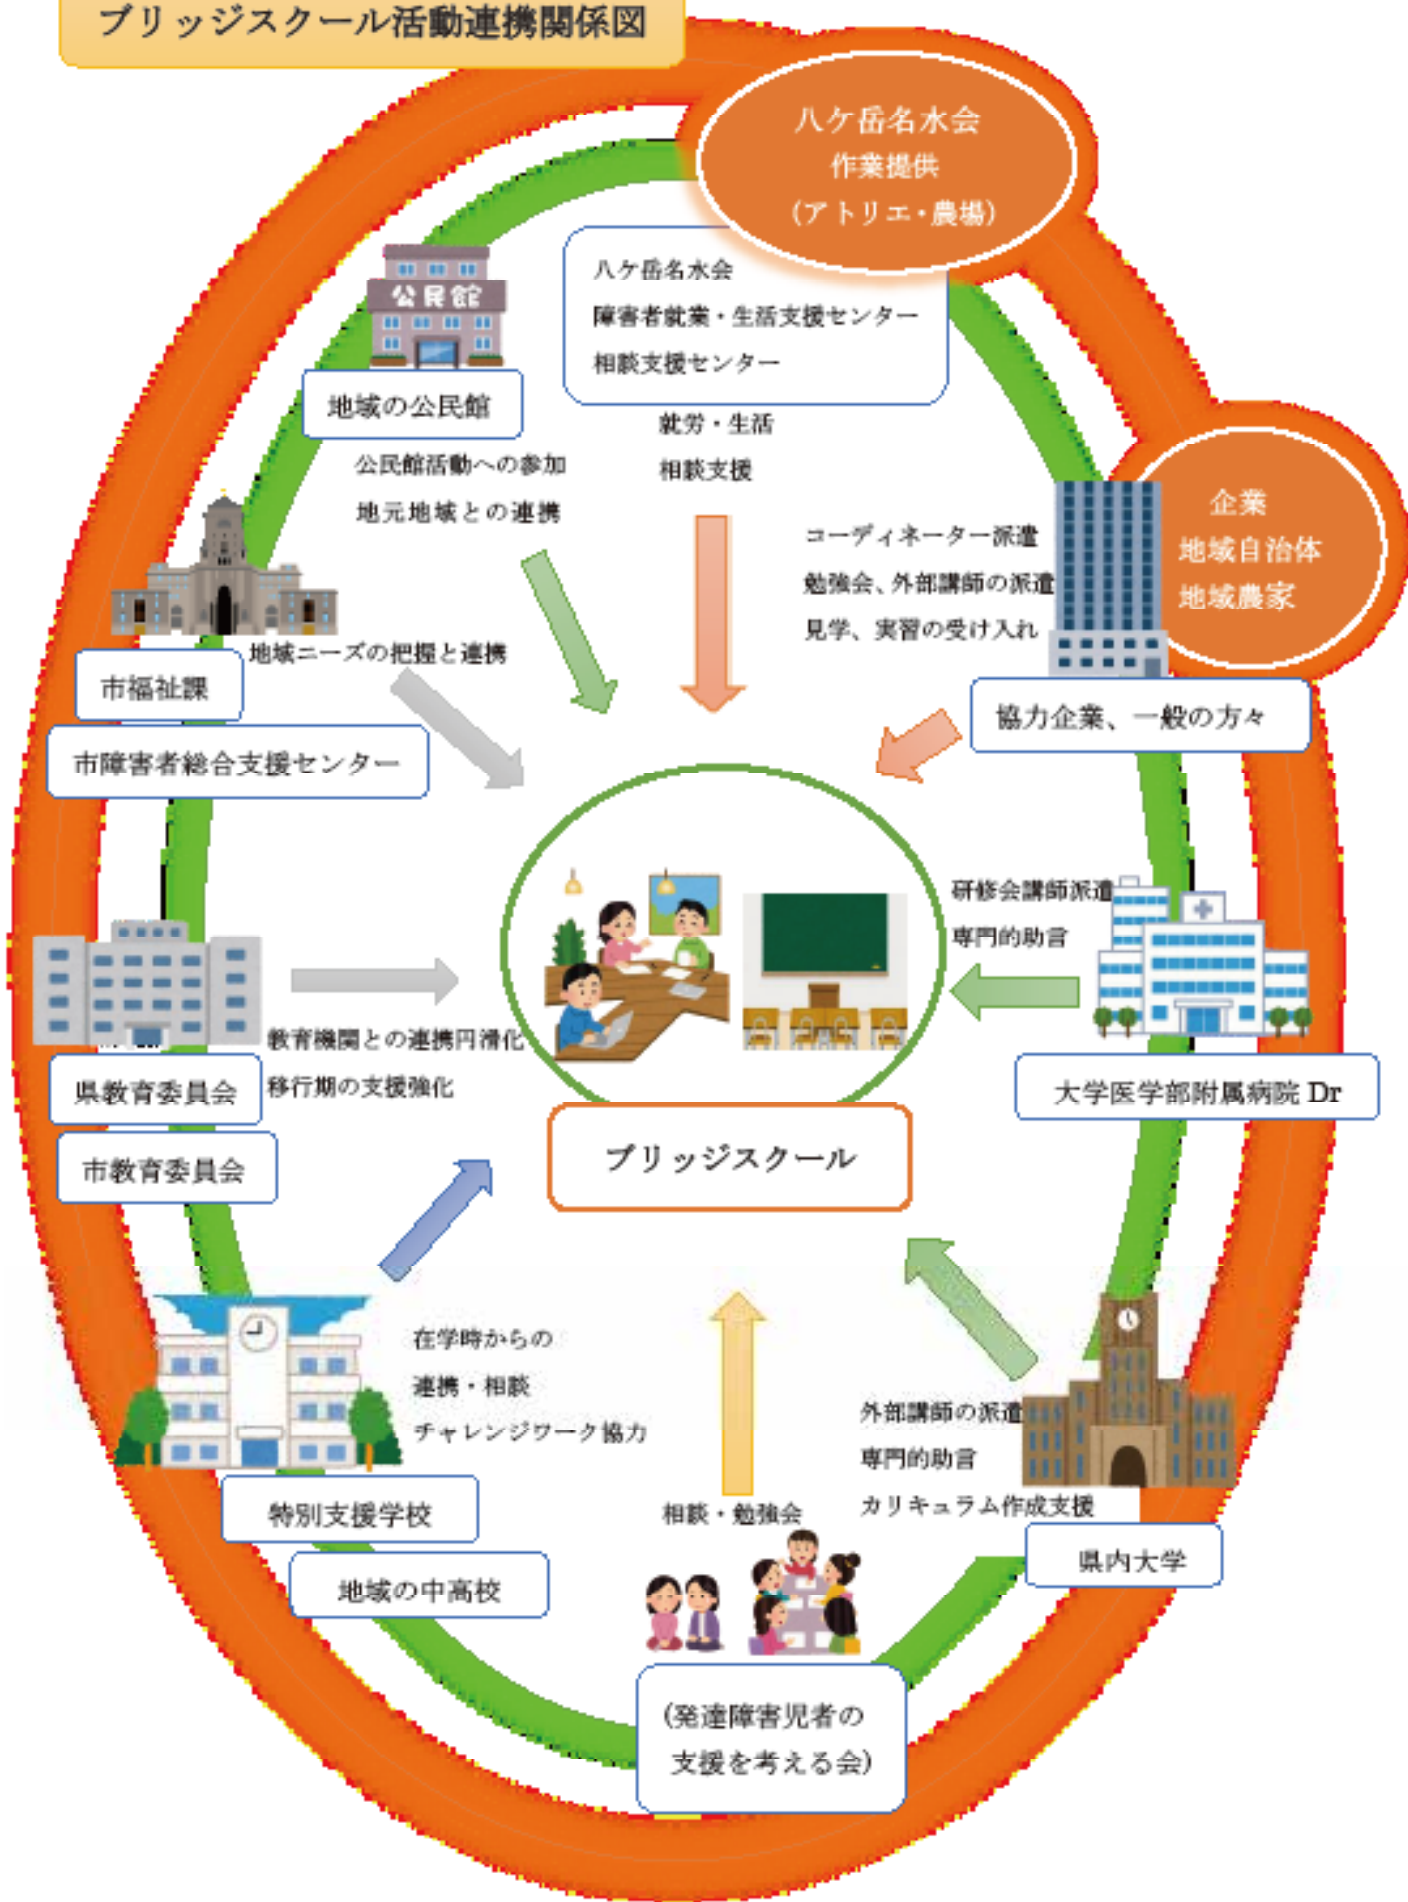 ブリッジスクール活動連携関係図
八ケ岳名水会
作業提供
（アトリエ・農場）
公民館
地域の公民館
公民館活動への参加
地元地域との連携
八ケ岳名水会
障害者就業・生活支援センター
相談支援センター
就労・生活
相談支援
企業
地域自治体
地域農家
コーディネーター派遣
勉強会、外部講師の派遣
見学、実習の受け入れ
協力企業、一般の方々
地域ニーズの把握と連携
市福祉課
市障害者総合支援センター
研修会講師派遣
専門的助言
大学医学部附属病院 Dr
教育機関との連携円滑化
移行期の支援強化
県教育委員会
市教育委員会
ブリッジスクール
在学時からの
連携・相談
チャレンジワーク協力
特別支援学校
地域の中高校
外部講師の派遣
専門的助言
カリキュラム作成支援
県内大学
相談・勉強会
(発達障害児者の
支援を考える会)